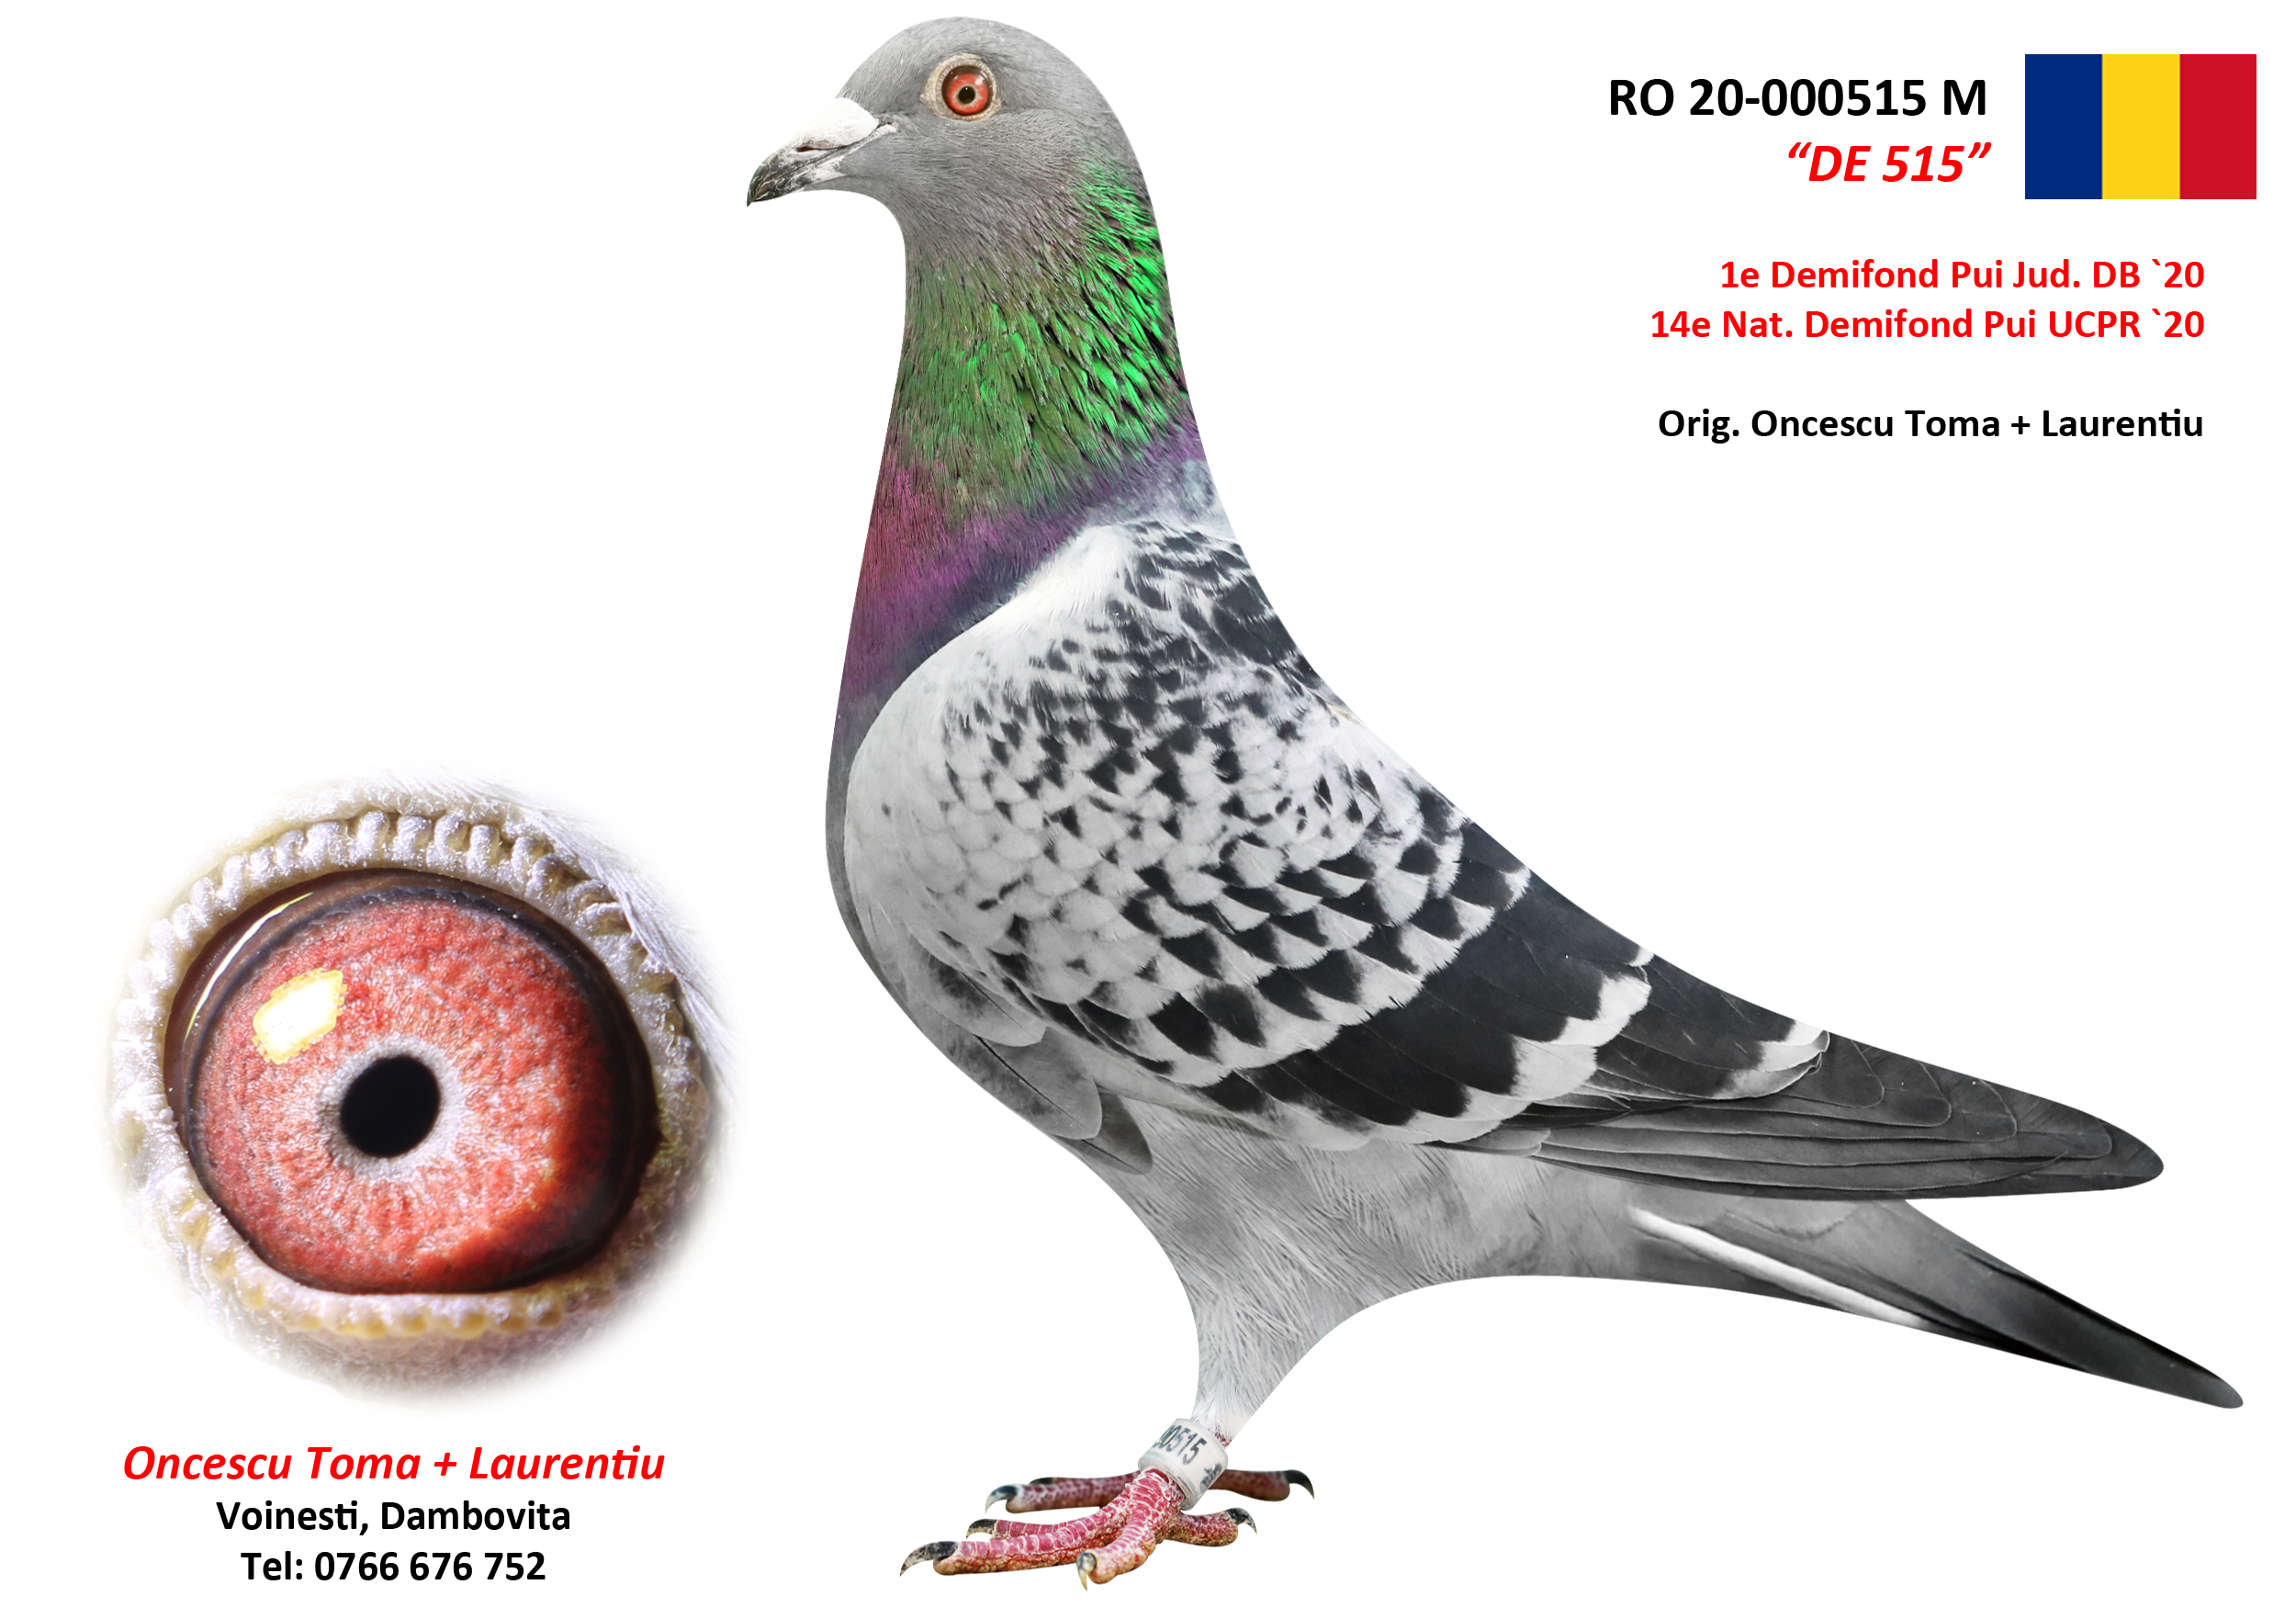 RO 20-000515 M
“DE 515”
1e Demifond Pui Jud. DB `20
14e Nat. Demifond Pui UCPR `20
Orig. Oncescu Toma + Laurentiu
Oncescu Toma + Laurentiu
Voinesti, Dambovita
Tel: 0766 676 752